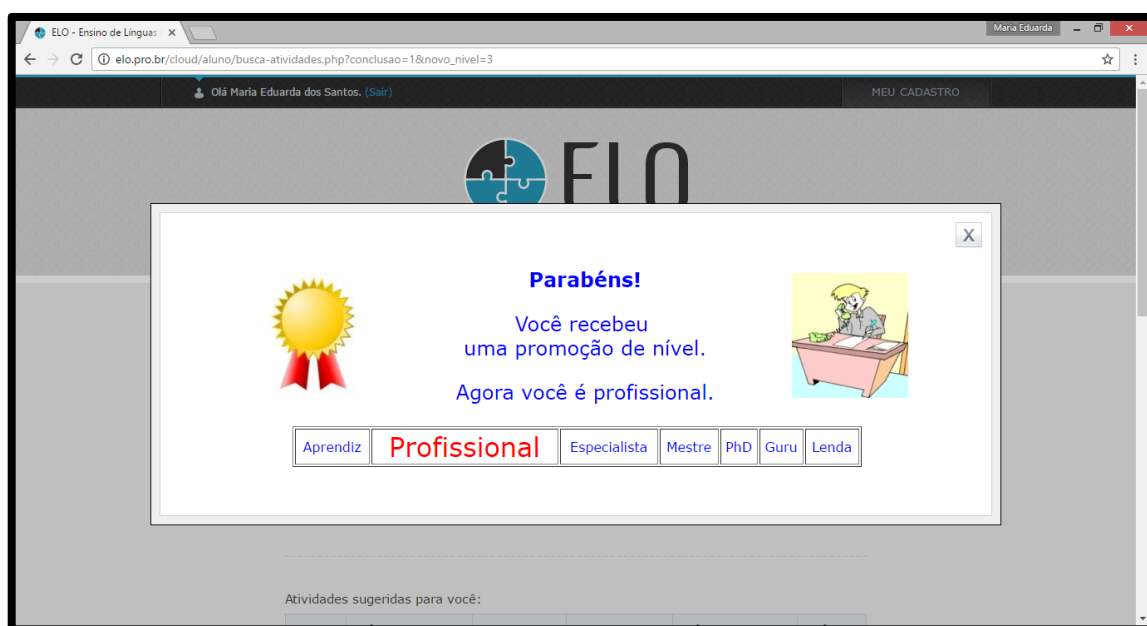 ELO - Ensino de Línguas
Maria Eduarda
elo.pro.br/cloud/aluno/busca-atividades.php?conclusao=1&novo_nivel=3
Olá Maria Eduarda dos Santos. (Sair)
MEU CADASTRO
ELO
X
Parabéns!
Você recebeu
uma promoção de nível.
Agora você é profissional.
Aprendiz Profissional Especialista Mestre PhD Guru Lenda
Atividades sugeridas para você: